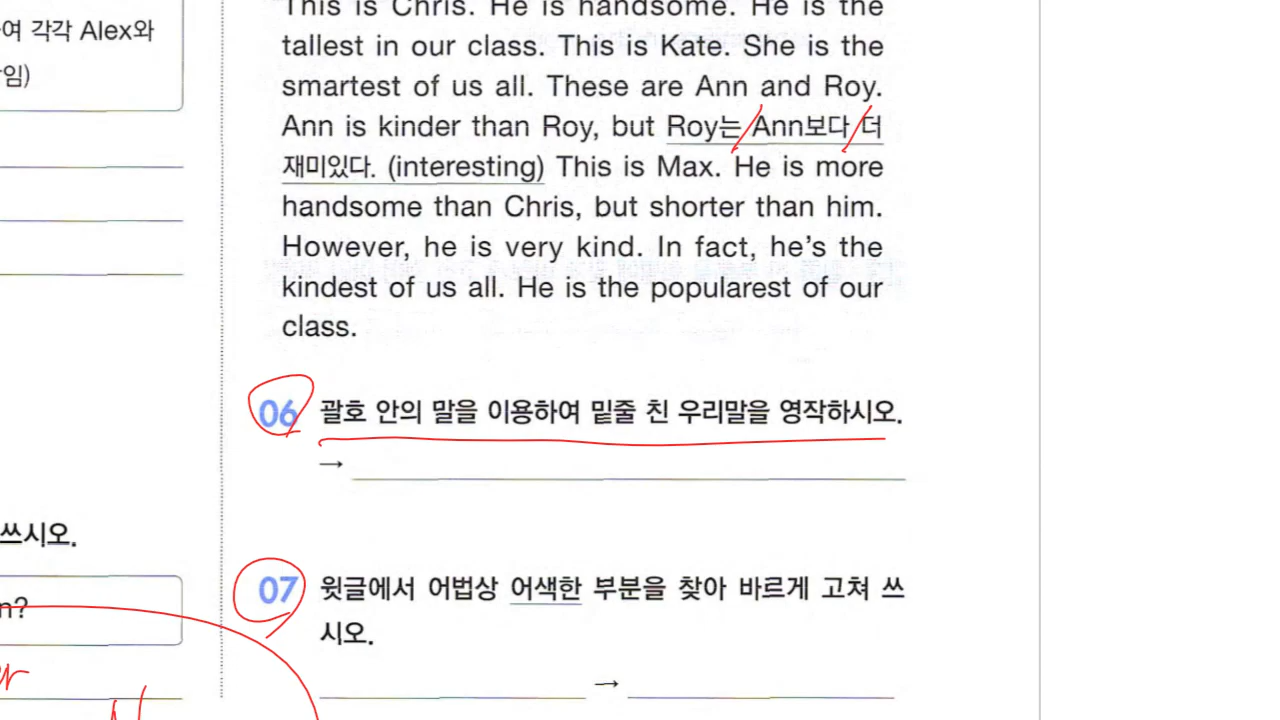 This is Chris. He is handsome. He is the
tallest in our class. This is Kate. She is the
smartest of us all. These are Ann and Roy.
Ann is kinder than Roy, but Roy는 Ann보다 더
재미있다. (interesting) This is Max. He is more
handsome than Chris, but shorter than him.
However, he is very kind. In fact, he's the
kindest of us all. He is the popularest of our
class.
06 괄호 안의 말을 이용하여 밑줄 친 우리말을 영작하시오.
→
07 윗글에서 어법상 어색한 부분을 찾아 바르게 고쳐 쓰
시오.
→
여 각각 Alex와
임)
쓰시오.
n?